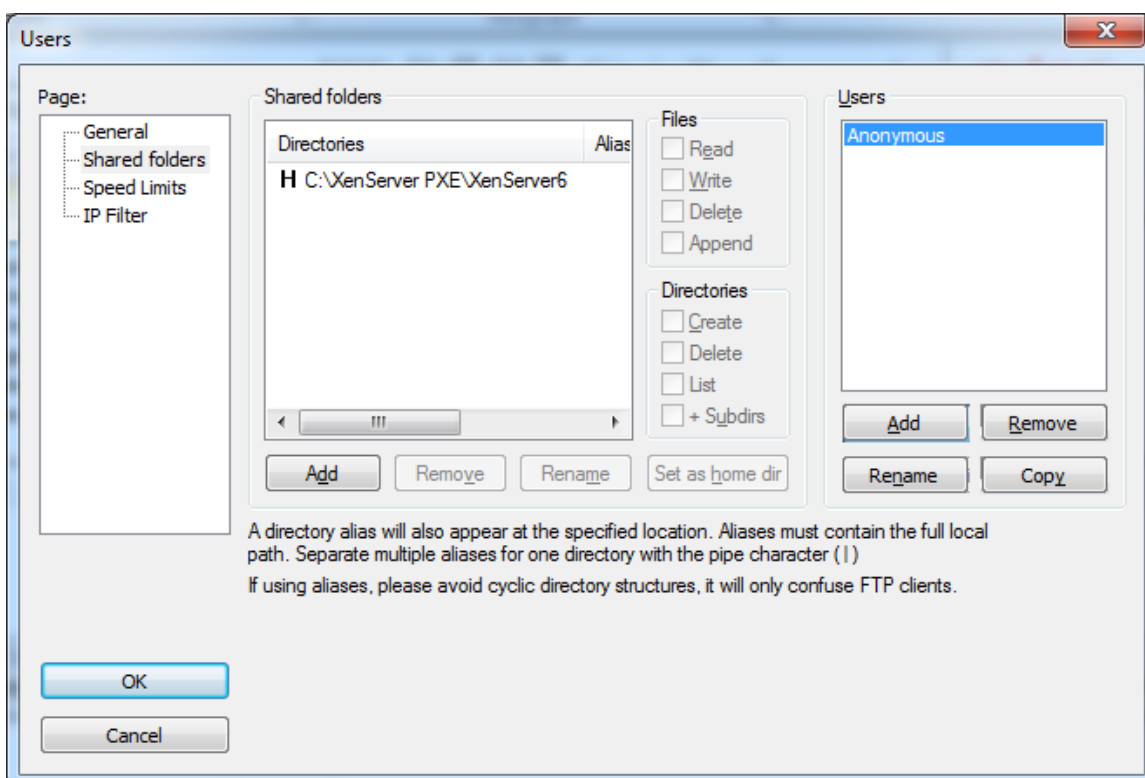 Users
Page:
General
Shared folders
Speed Limits
IP Filter
Shared folders
Directories Alias
H C:\XenServer PXE\XenServer6
Files
Read
Write
Delete
Append
Directories
Create
Delete
List
+ Subdirs
Add Remove Rename Set as home dir
Users
Anonymous
Add Remove
Rename Copy
A directory alias will also appear at the specified location. Aliases must contain the full local
path. Separate multiple aliases for one directory with the pipe character (|)
If using aliases, please avoid cyclic directory structures, it will only confuse FTP clients.
OK
Cancel